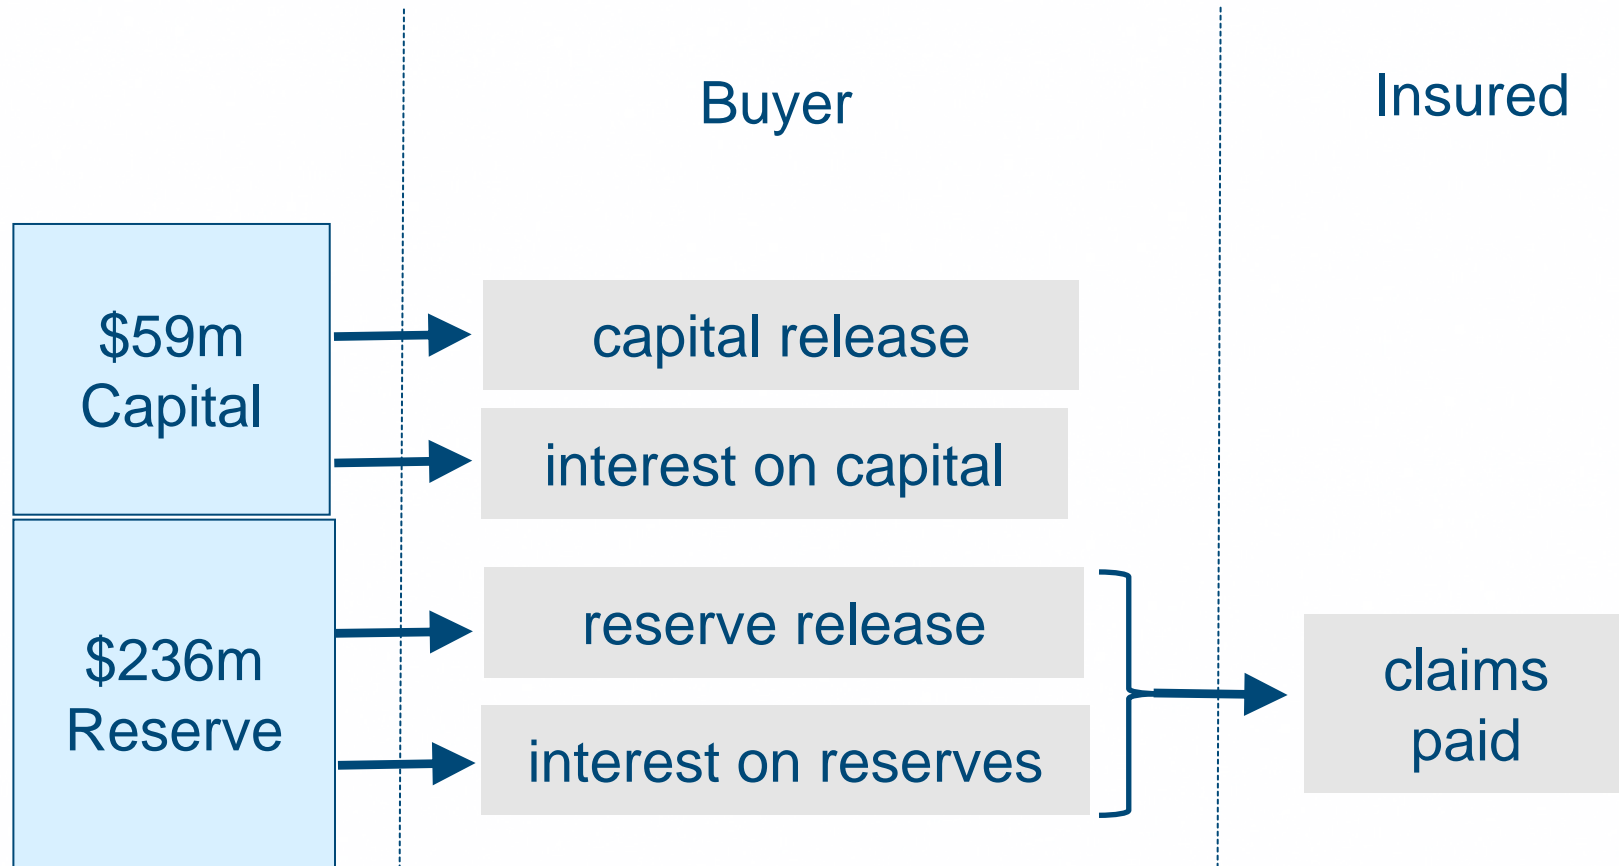 Buyer
Insured
$59m
Capital
capital release
interest on capital
$236m
Reserve
reserve release
interest on reserves
claims
paid